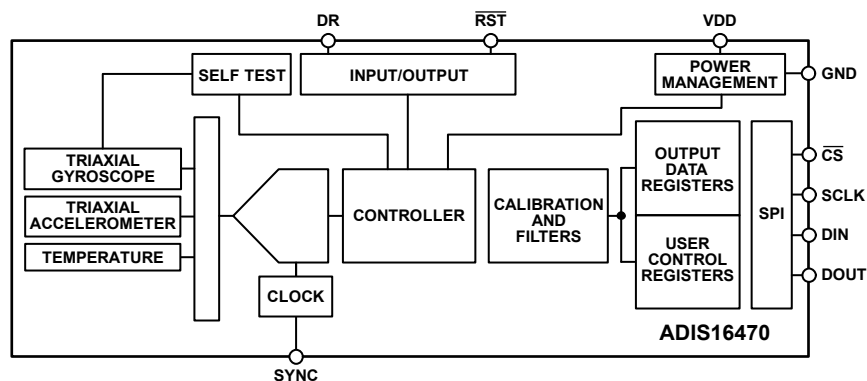 DR
RST
VDD
SELF TEST
INPUT/OUTPUT
POWER
MANAGEMENT
GND
TRIAXIAL
GYROSCOPE
TRIAXIAL
ACCELEROMETER
TEMPERATURE
CONTROLLER
CALIBRATION
AND
FILTERS
OUTPUT
DATA
REGISTERS
USER
CONTROL
REGISTERS
SPI
CS
SCLK
DIN
DOUT
CLOCK
ADIS16470
SYNC